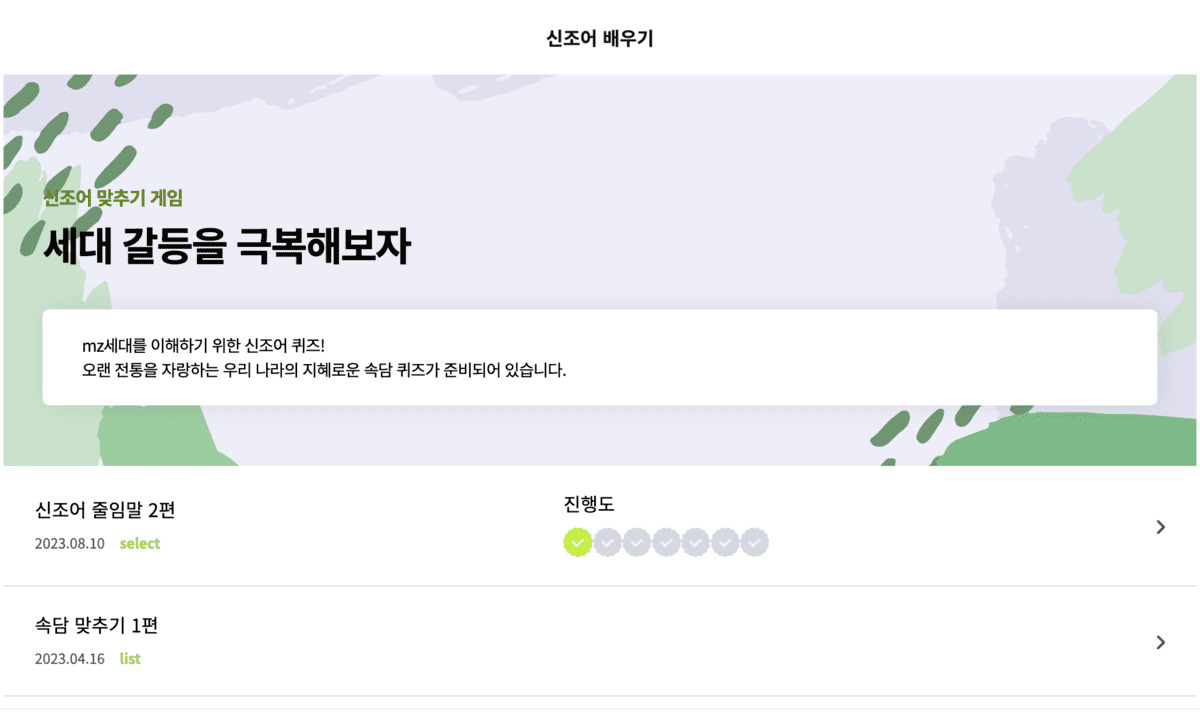 신조어 배우기
신조어 맞추기 게임
세대 갈등을 극복해보자
mz세대를 이해하기 위한 신조어 퀴즈!
오랜 전통을 자랑하는 우리 나라의 지혜로운 속담 퀴즈가 준비되어 있습니다.
신조어 줄임말 2편
2023.08.10 select
진행도
속담 맞추기 1편
2023.04.16 list